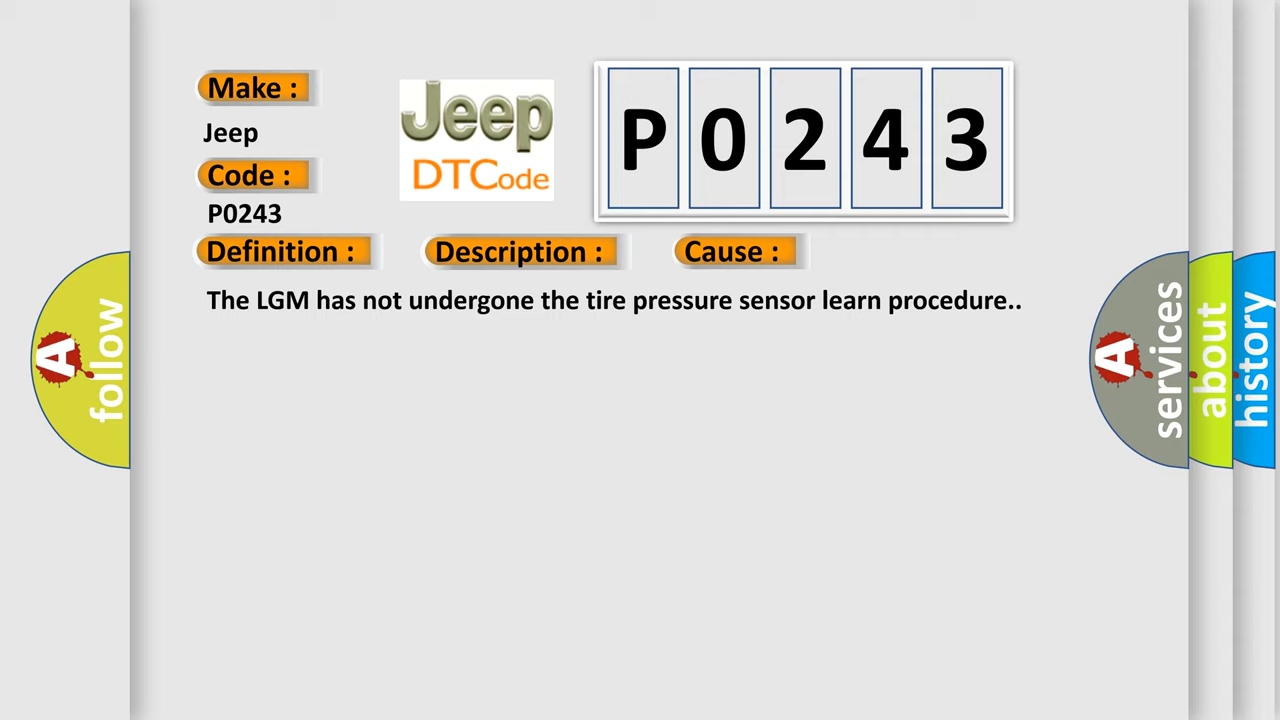 Make :
Jeep
Code :
P0243
Jeep
DTCode
P0243
Definition :
Description :
Cause :
The LGM has not undergone the tire pressure sensor learn procedure..
A
follow
A
services
about
history